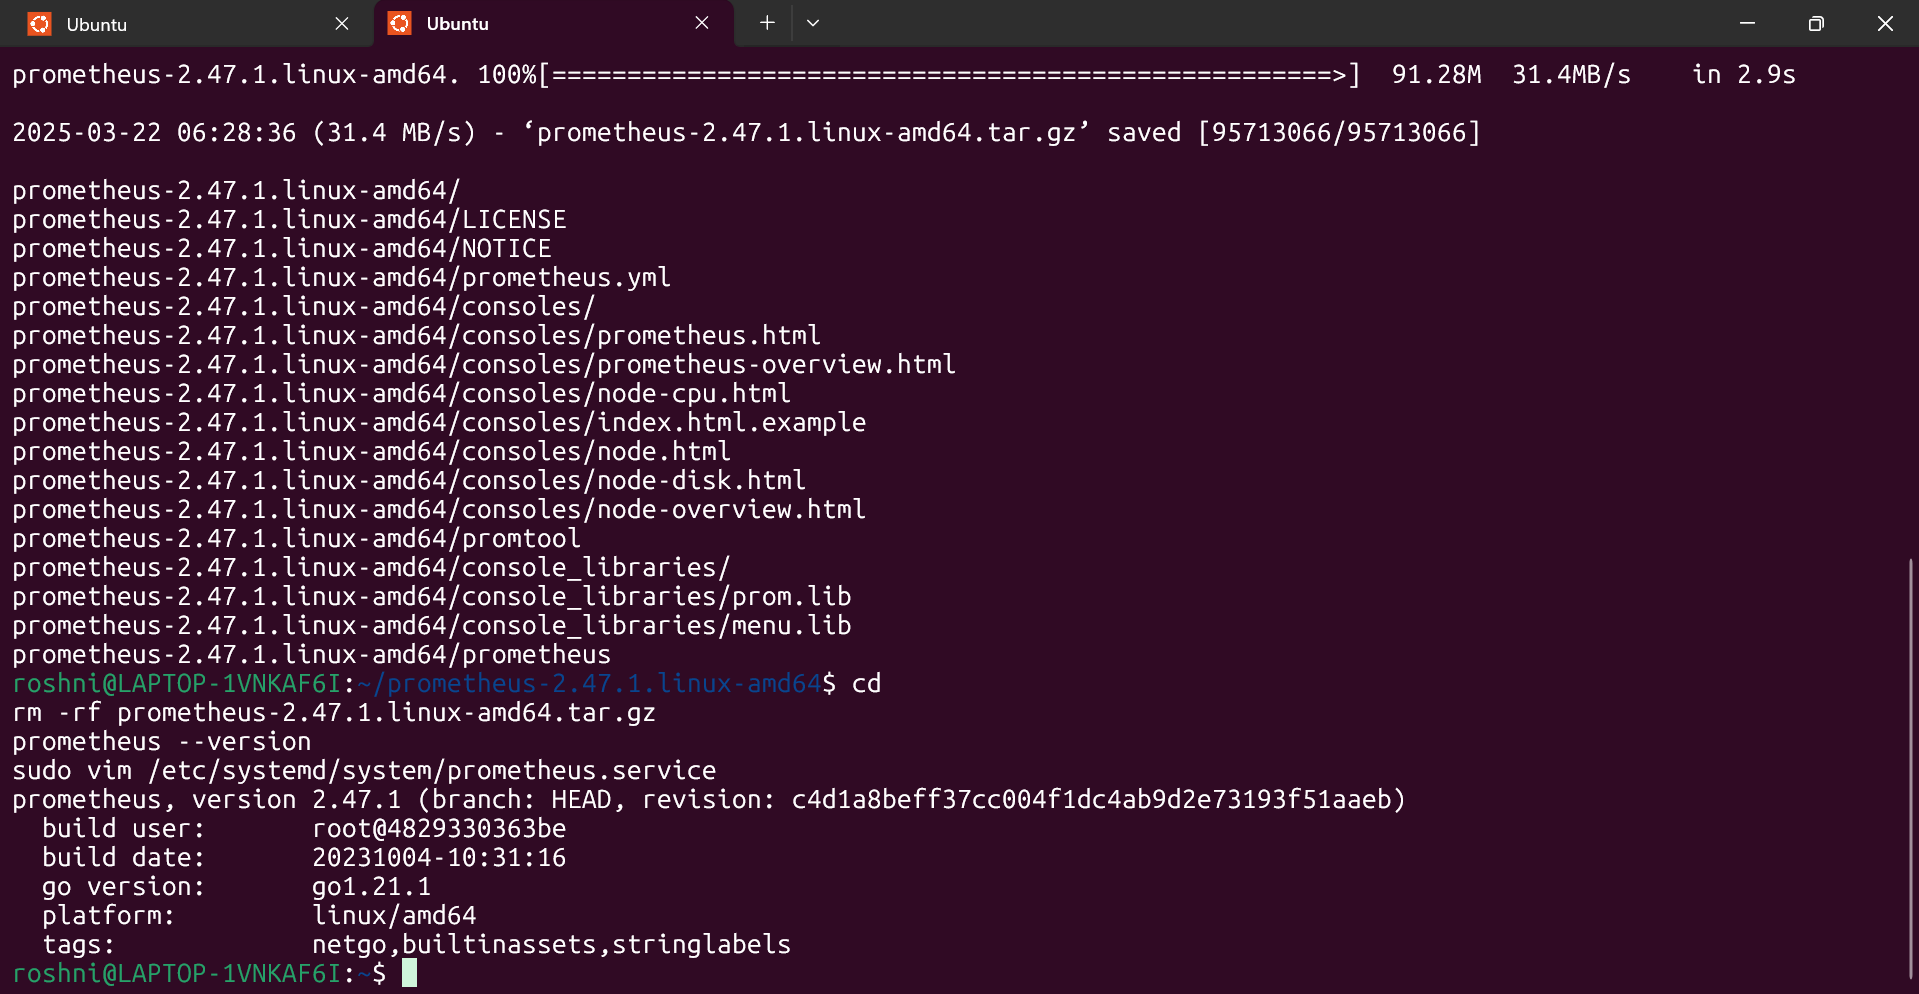 Ubuntu
Ubuntu
prometheus-2.47.1.linux-amd64. 100%[====================================================>]  91.28M  31.4MB/s    in 2.9s
2025-03-22 06:28:36 (31.4 MB/s) - ‘prometheus-2.47.1.linux-amd64.tar.gz’ saved [95713066/95713066]
prometheus-2.47.1.linux-amd64/
prometheus-2.47.1.linux-amd64/LICENSE
prometheus-2.47.1.linux-amd64/NOTICE
prometheus-2.47.1.linux-amd64/prometheus.yml
prometheus-2.47.1.linux-amd64/consoles/
prometheus-2.47.1.linux-amd64/consoles/prometheus.html
prometheus-2.47.1.linux-amd64/consoles/prometheus-overview.html
prometheus-2.47.1.linux-amd64/consoles/node-cpu.html
prometheus-2.47.1.linux-amd64/consoles/index.html.example
prometheus-2.47.1.linux-amd64/consoles/node.html
prometheus-2.47.1.linux-amd64/consoles/node-disk.html
prometheus-2.47.1.linux-amd64/consoles/node-overview.html
prometheus-2.47.1.linux-amd64/promtool
prometheus-2.47.1.linux-amd64/console_libraries/
prometheus-2.47.1.linux-amd64/console_libraries/prom.lib
prometheus-2.47.1.linux-amd64/console_libraries/menu.lib
prometheus-2.47.1.linux-amd64/prometheus
roshni@LAPTOP-1VNKAF6I:~/prometheus-2.47.1.linux-amd64$ cd
rm -rf prometheus-2.47.1.linux-amd64.tar.gz
prometheus --version
sudo vim /etc/systemd/system/prometheus.service
prometheus, version 2.47.1 (branch: HEAD, revision: c4d1a8beff37cc004f1dc4ab9d2e73193f51aaeb)
  build user:       root@4829330363be
  build date:       20231004-10:31:16
  go version:       go1.21.1
  platform:         linux/amd64
  tags:             netgo,builtinassets,stringlabels
roshni@LAPTOP-1VNKAF6I:~$